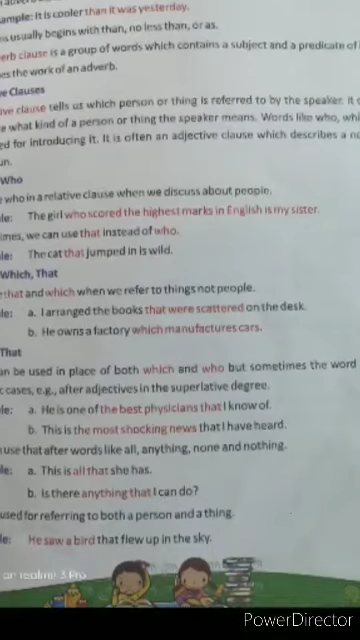 ample: It is cooler than it was yesterday.
is usually begins with than, no less than, or as.
erb clause is a group of words which contains a subject and a predicate of
es the work of an adverb.
e Clauses
ive clause tells us which person or thing is referred to by the speaker. It
e what kind of a person or thing the speaker means. Words like who, whi
ed for introducing it. It is often an adjective clause which describes a no
un.
Who
who in a relative clause when we discuss about people.
le: The girl who scored the highest marks in English is my sister.
imes, we can use that instead of who.
le: The cat that jumped in is wild.
Which, That
that and which when we refer to things not people.
le: a. I arranged the books that were scattered on the desk.
b. He owns a factory which manufactures cars.
That
an be used in place of both which and who but sometimes the word
c cases, e.g., after adjectives in the superlative degree.
le: a. He is one of the best physicians that I know of.
b. This is the most shocking news that I have heard.
use that after words like all, anything, none and nothing.
le: a. This is all that she has.
b. Is there anything that I can do?
used for referring to both a person and a thing.
le: He saw a bird that flew up in the sky.
on realme 3 Pro
PowerDirector